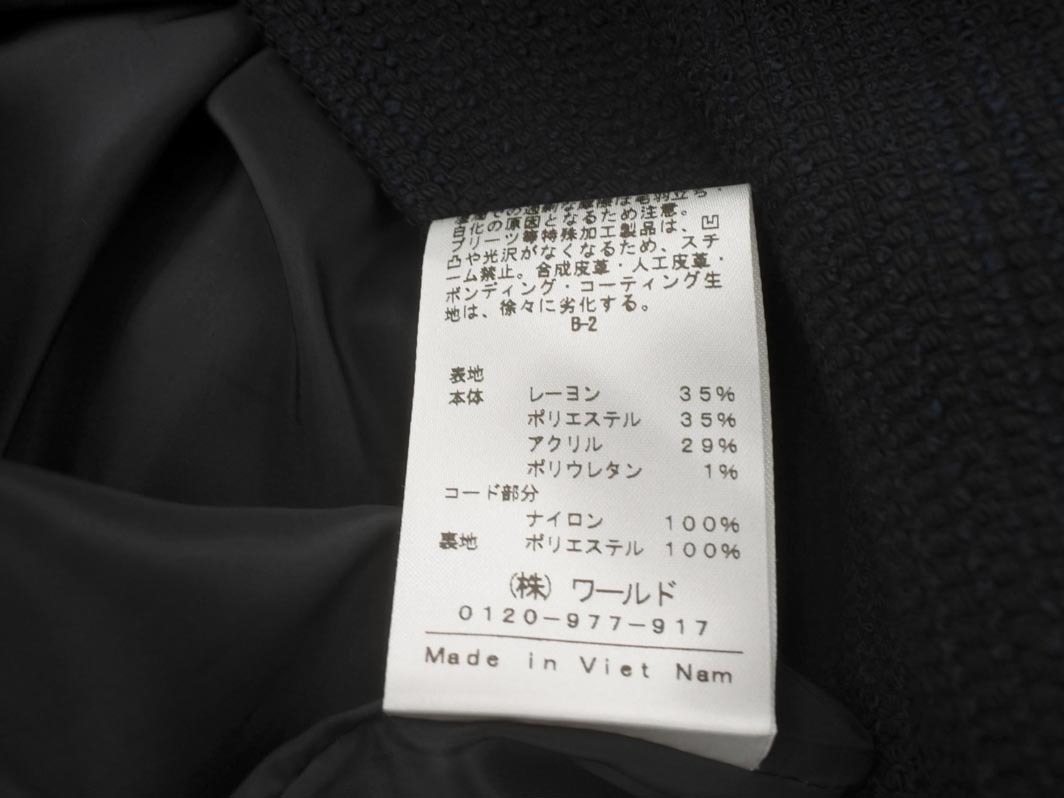 白化の原因となるため注意。
プリーツ等特殊加工製品は、凹
凸や光沢がなくなるため、スチ
ーム禁止。合成皮革・人工皮革・
ボンディング・コーティング生
地は、徐々に劣化する。
B-2
表地
本体 レーヨン 35%
ポリエステル 35%
アクリル 29%
ポリウレタン 1%
コード部分
ナイロン 100%
裏地 ポリエステル 100%
(株) ワールド
0120-977-917
Made in Viet Nam